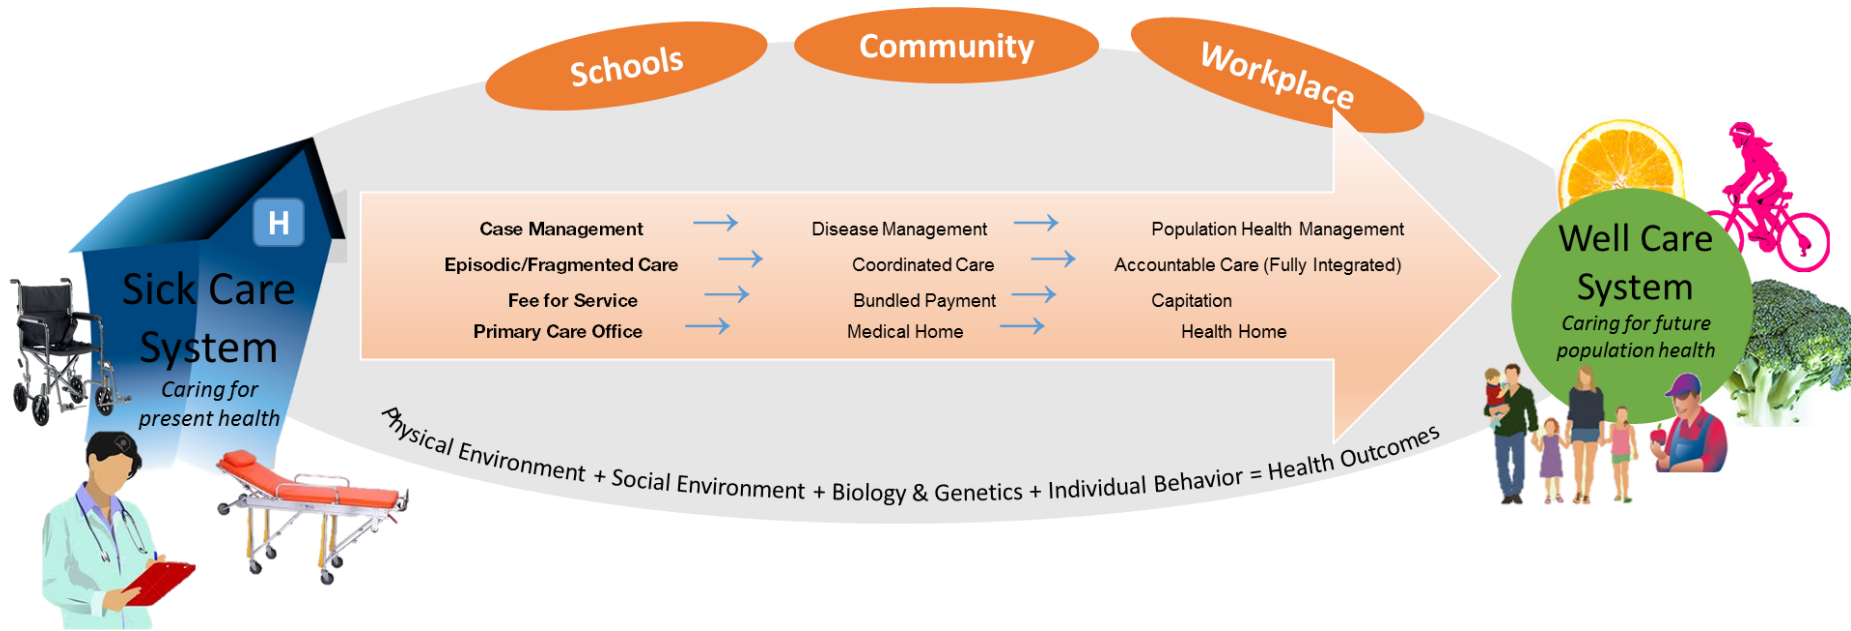 Schools
Community
Workplace
H
Sick Care
System
Caring for
present health
Case Management → Disease Management → Population Health Management
Episodic/Fragmented Care → Coordinated Care → Accountable Care (Fully Integrated)
Fee for Service → Bundled Payment → Capitation
Primary Care Office → Medical Home → Health Home
Well Care
System
Caring for future
population health
Physical Environment + Social Environment + Biology & Genetics + Individual Behavior = Health Outcomes